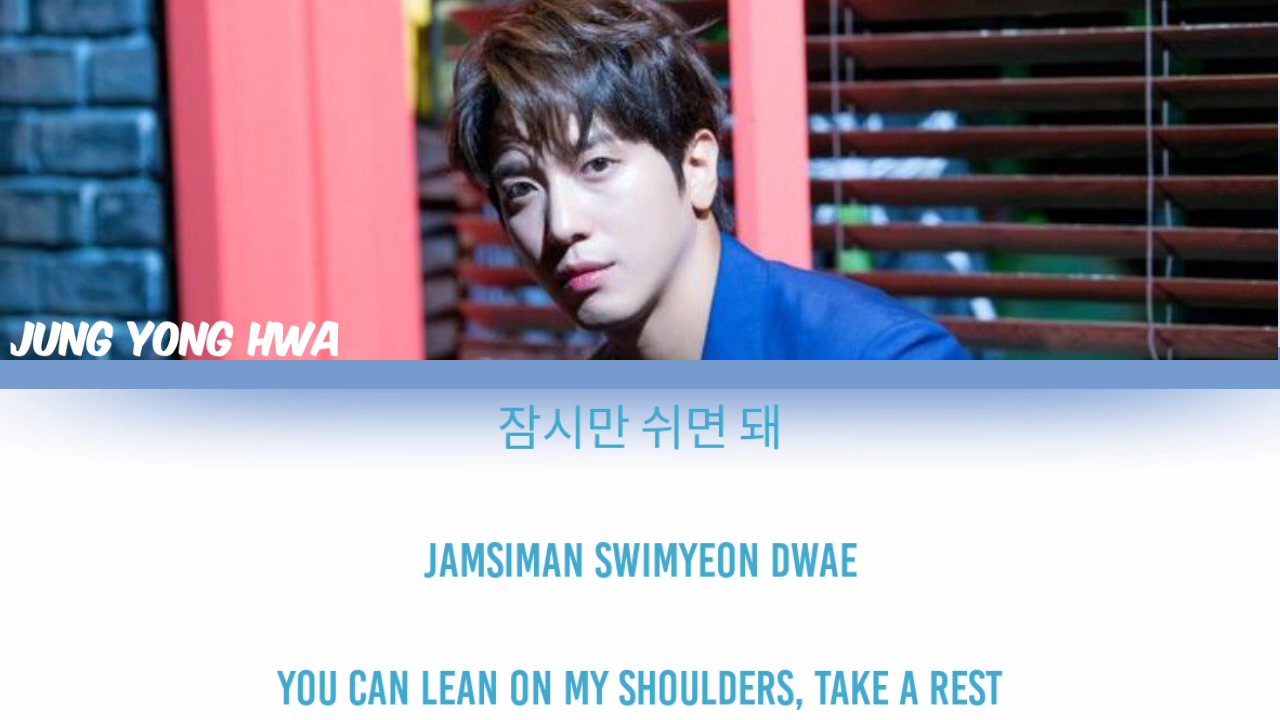 JUNG YONG HWA
잠시만 쉬면 돼
JAMSIMAN SWIMYEON DWAE
YOU CAN LEAN ON MY SHOULDERS, TAKE A REST